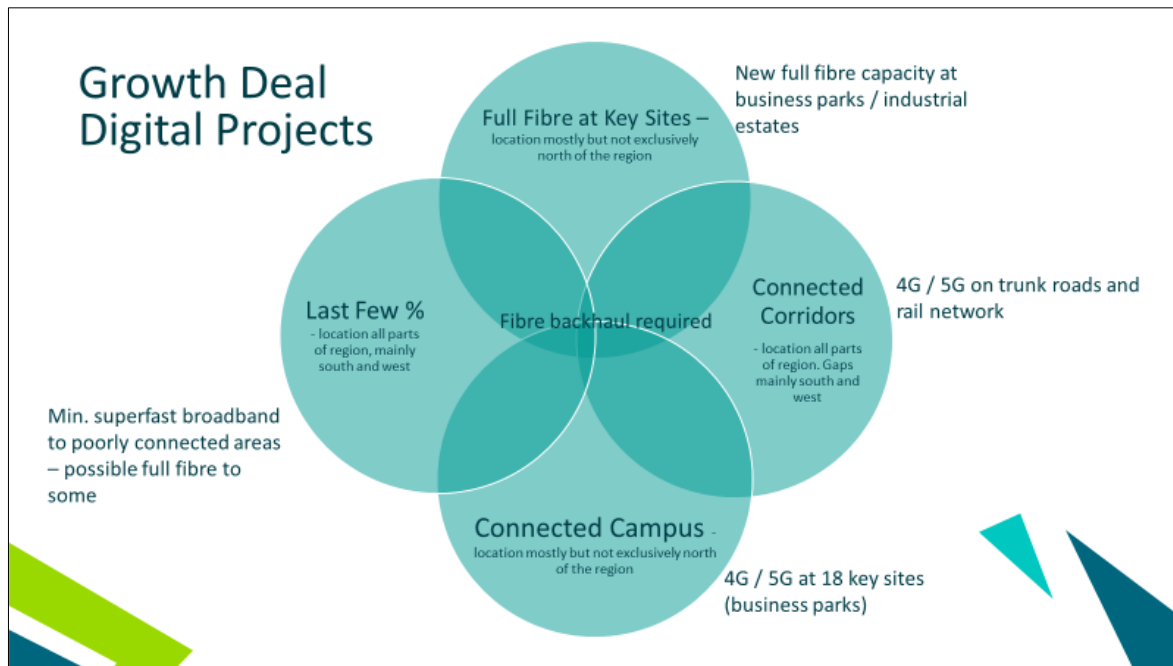 Growth Deal
Digital Projects
Full Fibre at Key Sites –
location mostly but not exclusively
north of the region
New full fibre capacity at
business parks / industrial
estates
Last Few %
- location all parts
of region, mainly
south and west
Fibre backhaul required
Connected
Corridors
- location all parts
of region. Gaps
mainly south and
west
4G / 5G on trunk roads and
rail network
Min. superfast broadband
to poorly connected areas
– possible full fibre to
some
Connected Campus -
location mostly but not exclusively north
of the region
4G / 5G at 18 key sites
(business parks)